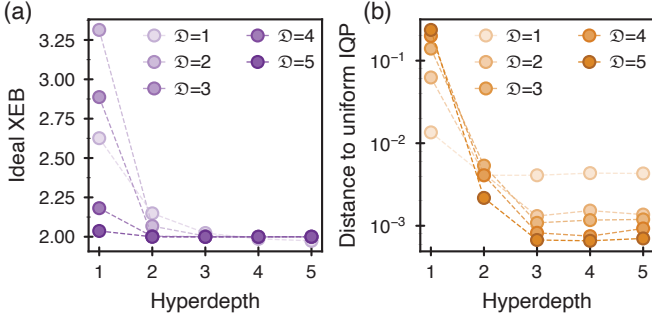 (a)
Ideal XEB
3.25
3.00
2.75
2.50
2.25
2.00
𝔇=1
𝔇=2
𝔇=3
𝔇=4
𝔇=5
1 2 3 4 5
Hyperdepth
(b)
Distance to uniform IQP
10⁻¹
10⁻²
10⁻³
𝔇=1
𝔇=2
𝔇=3
𝔇=4
𝔇=5
1 2 3 4 5
Hyperdepth